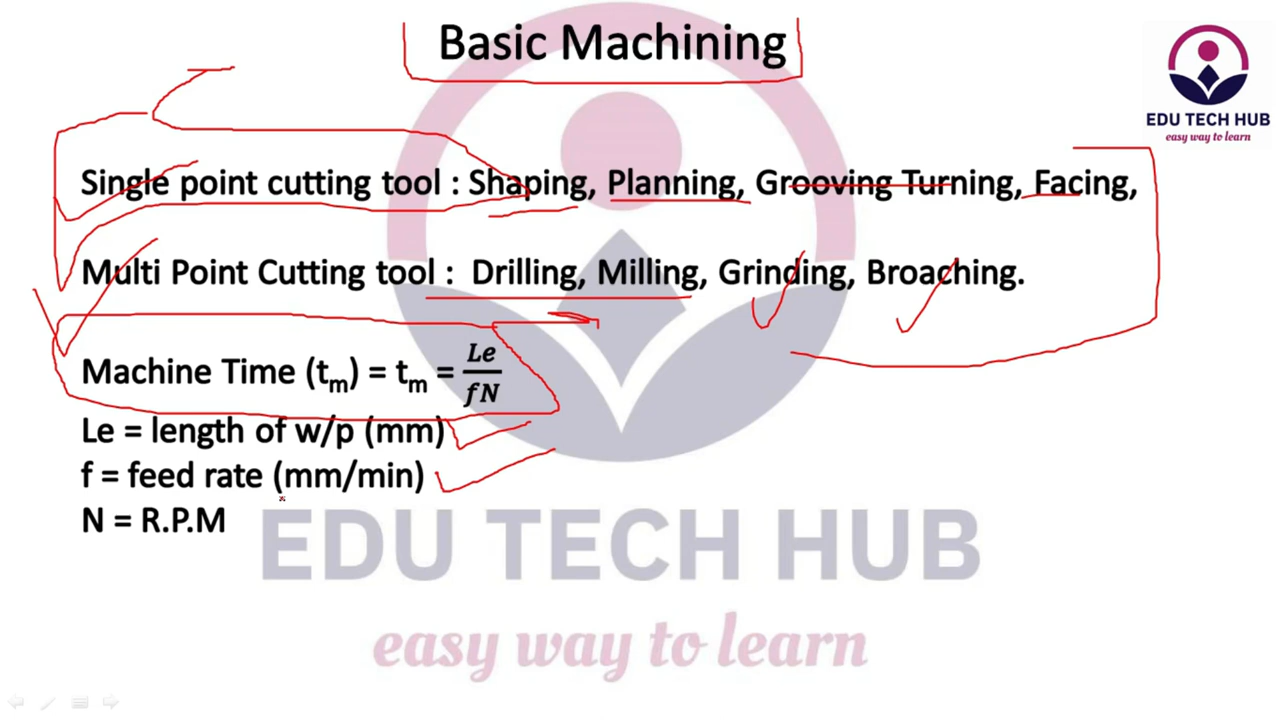 Basic Machining
EDU TECH HUB
easy way to learn
Single point cutting tool : Shaping, Planning, Grooving Turning, Facing,
Multi Point Cutting tool : Drilling, Milling, Grinding, Broaching.
Machine Time (tm) = tm = Le/fN
Le = length of w/p (mm)
f = feed rate (mm/min)
N = R.P.M
EDU TECH HUB
easy way to learn